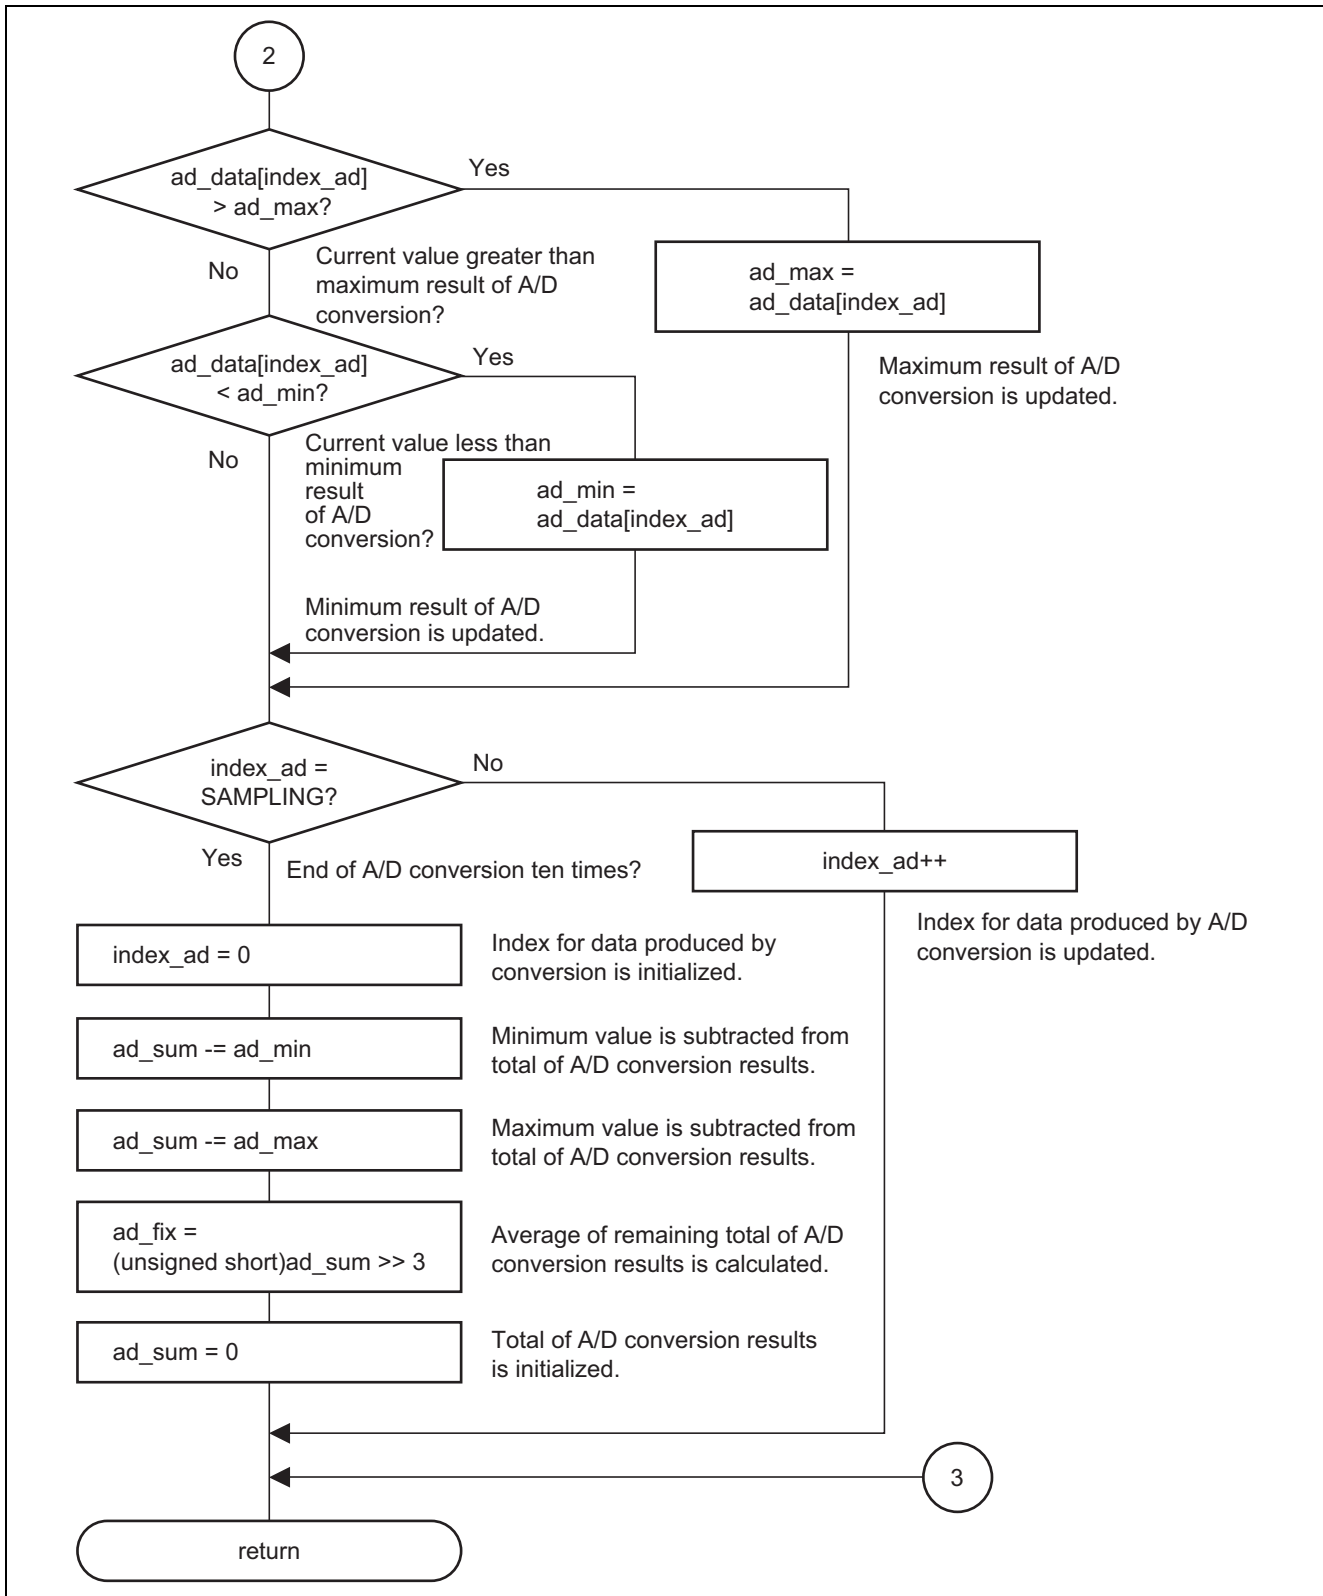 2
ad_data[index_ad]
> ad_max?
Yes
No
Current value greater than
maximum result of A/D
conversion?
ad_max =
ad_data[index_ad]
Maximum result of A/D
conversion is updated.
ad_data[index_ad]
< ad_min?
Yes
No
Current value less than
minimum
result
of A/D
conversion?
ad_min =
ad_data[index_ad]
Minimum result of A/D
conversion is updated.
index_ad =
SAMPLING?
No
Yes
End of A/D conversion ten times?
index_ad++
Index for data produced by A/D
conversion is updated.
index_ad = 0
Index for data produced by
conversion is initialized.
ad_sum -= ad_min
Minimum value is subtracted from
total of A/D conversion results.
ad_sum -= ad_max
Maximum value is subtracted from
total of A/D conversion results.
ad_fix =
(unsigned short)ad_sum >> 3
Average of remaining total of A/D
conversion results is calculated.
ad_sum = 0
Total of A/D conversion results
is initialized.
3
return